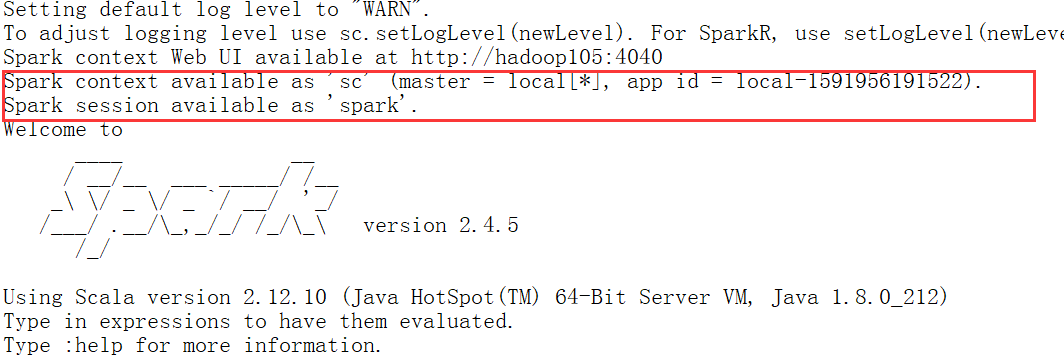 Setting default log level to "WARN".
To adjust logging level use sc.setLogLevel(newLevel). For SparkR, use setLogLevel(newLeve
Spark context Web UI available at http://hadoop105:4040
Spark context available as 'sc' (master = local[*], app id = local-1591956191522).
Spark session available as 'spark'.
Welcome to
Spark version 2.4.5
Using Scala version 2.12.10 (Java HotSpot(TM) 64-Bit Server VM, Java 1.8.0_212)
Type in expressions to have them evaluated.
Type :help for more information.